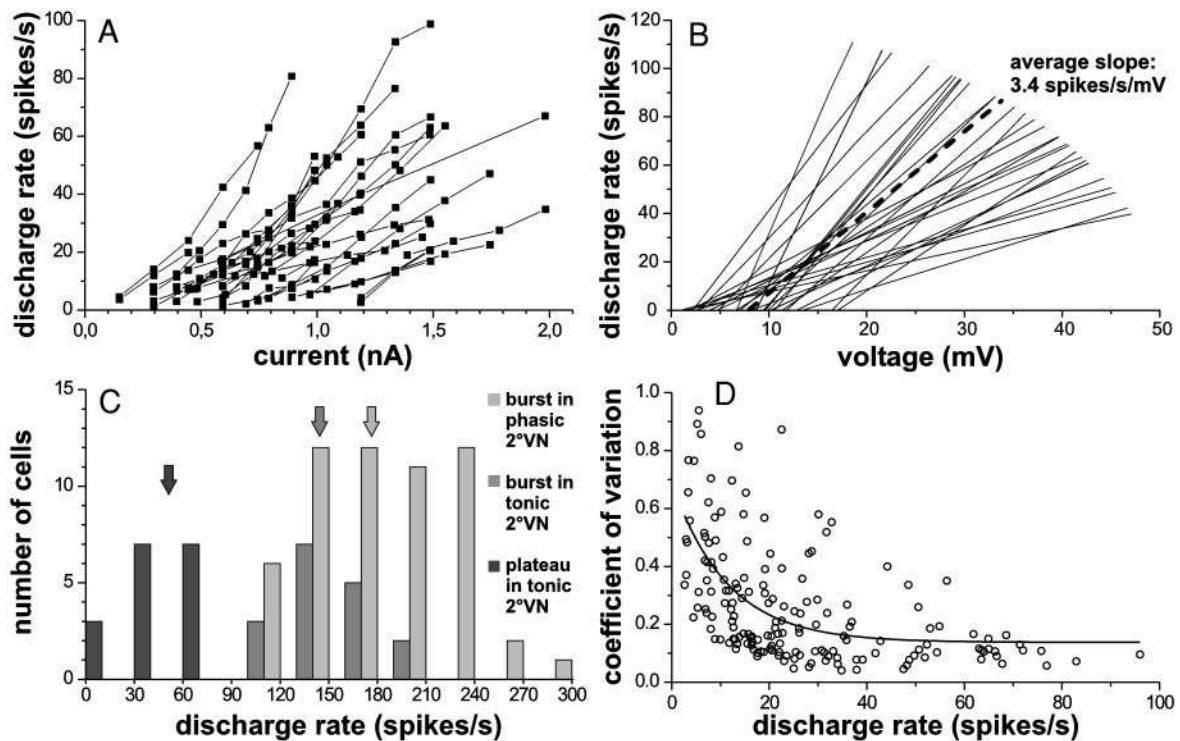 A
discharge rate (spikes/s)
100
80
60
40
20
0
0,0 0,5 1,0 1,5 2,0
current (nA)
B
discharge rate (spikes/s)
120
100
80
60
40
20
0
average slope:
3.4 spikes/s/mV
0 10 20 30 40 50
voltage (mV)
C
number of cells
15
10
5
0
burst in
phasic
2°VN
burst in
tonic
2°VN
plateau
in tonic
2°VN
0 30 60 90 120 150 180 210 240 270 300
discharge rate (spikes/s)
D
coefficient of variation
1.0
0.8
0.6
0.4
0.2
0.0
0 20 40 60 80 100
discharge rate (spikes/s)